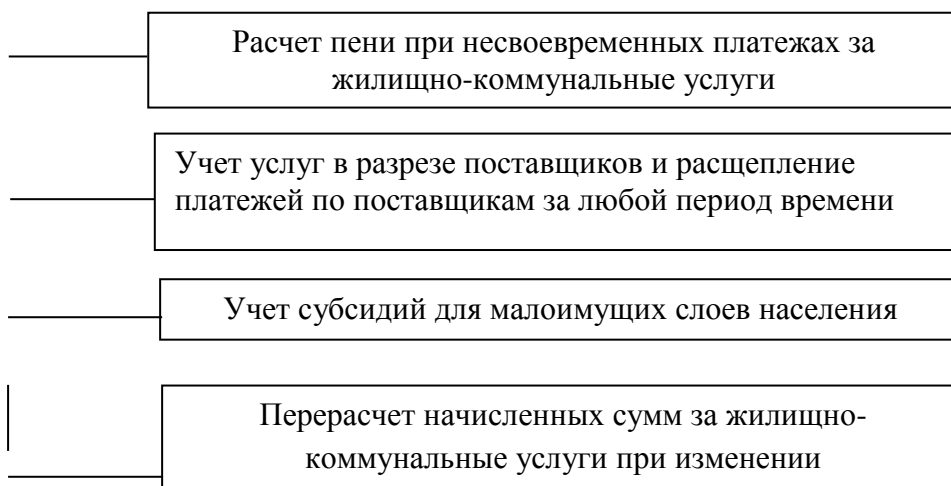 Расчет пени при несвоевременных платежах за
жилищно-коммунальные услуги
Учет услуг в разрезе поставщиков и расщепление
платежей по поставщикам за любой период времени
Учет субсидий для малоимущих слоев населения
Перерасчет начисленных сумм за жилищно-
коммунальные услуги при изменении